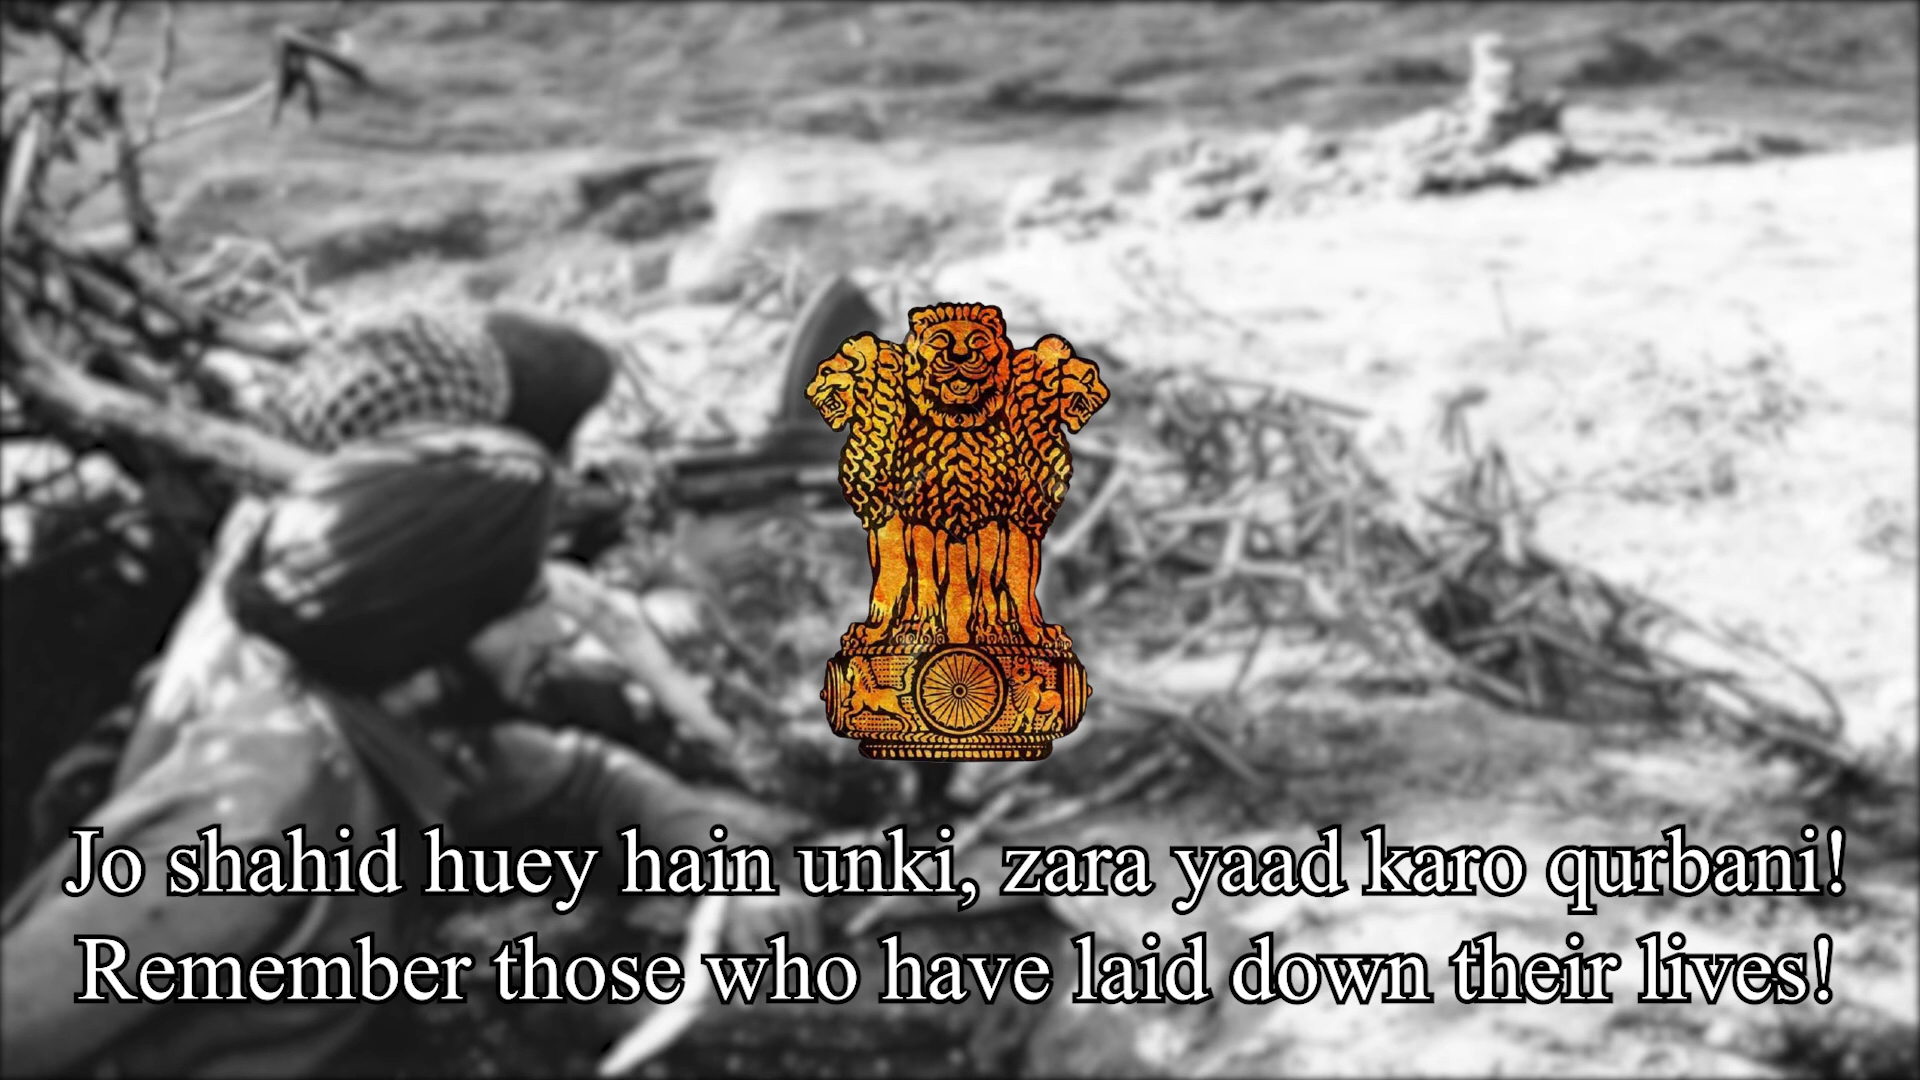 Jo shahid huey hain unki, zara yaad karo qurbani!
Remember those who have laid down their lives!